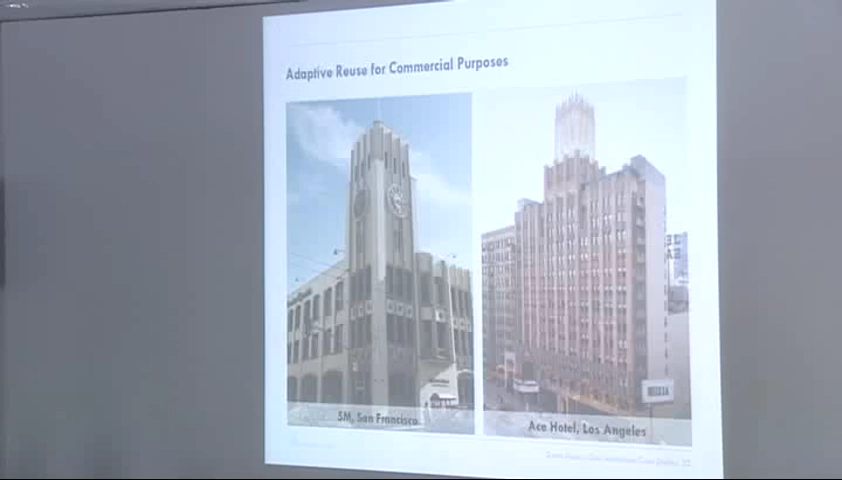 Adaptive Reuse for Commercial Purposes
5M, San Francisco
Ace Hotel, Los Angeles